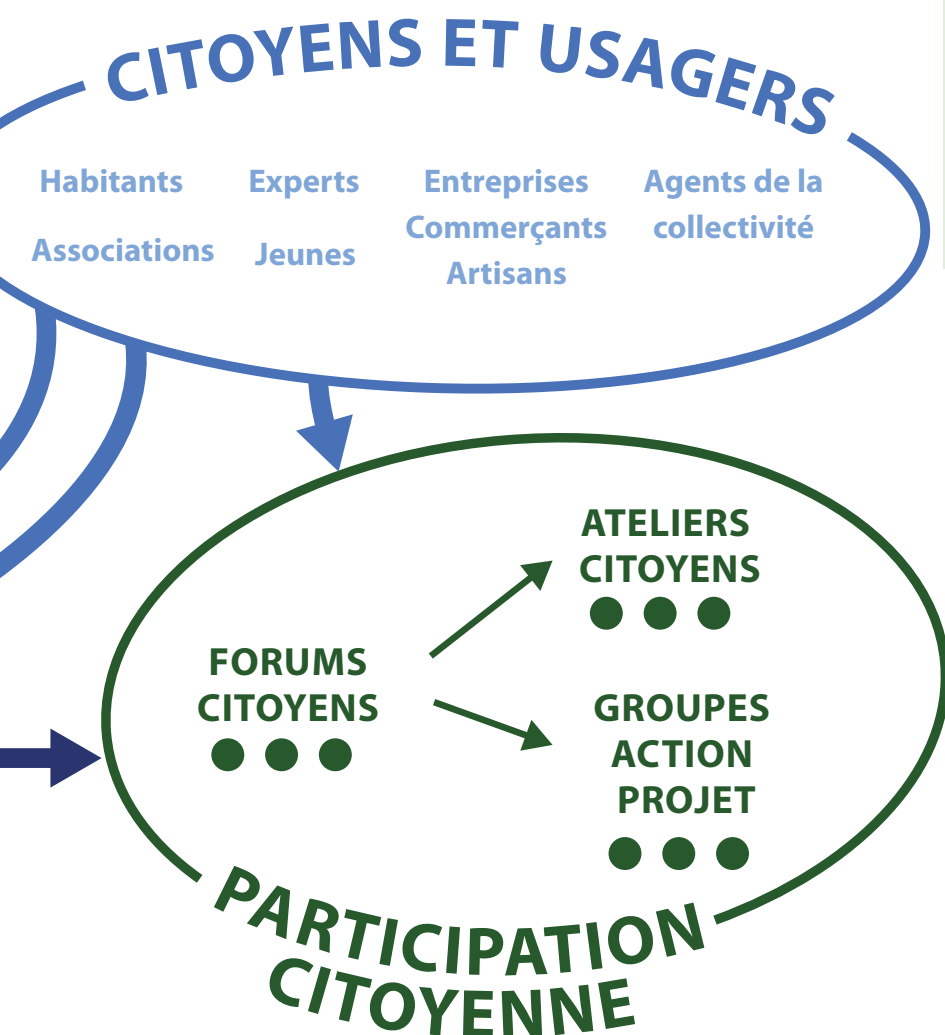 CITOYENS ET USAGERS
Habitants
Associations
Experts
Jeunes
Entreprises
Commerçants
Artisans
Agents de la
collectivité
FORUMS
CITOYENS
ATELIERS
CITOYENS
GROUPES
ACTION
PROJET
PARTICIPATION
CITOYENNE